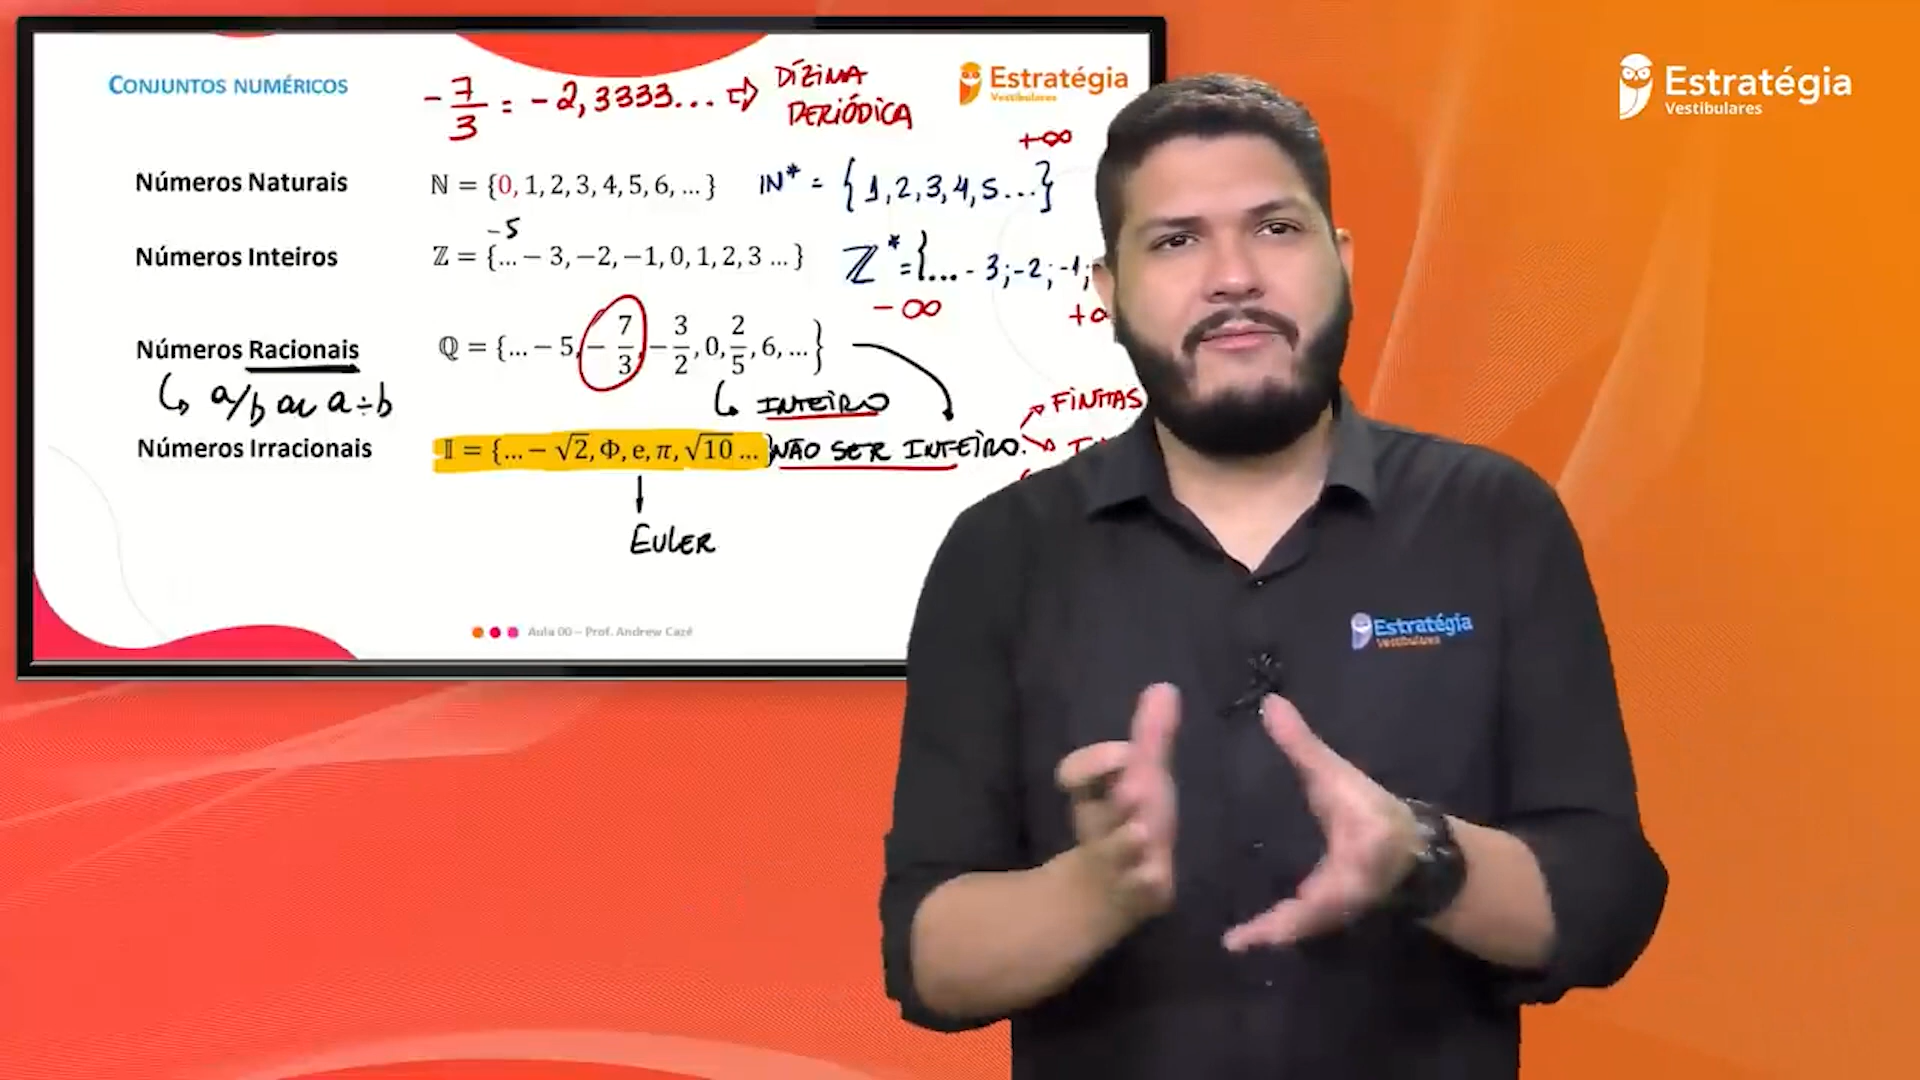 CONJUNTOS NUMÉRICOS
-7/3 = -2,3333... ⇨ DÍZIMA
PERIÓDICA
Estratégia
Vestibulares
Estratégia
Vestibulares
+∞
Números Naturais ℕ = {0, 1, 2, 3, 4, 5, 6, ...} IN* = {1,2,3,4,5...}
-5
Números Inteiros ℤ = {... - 3, -2, -1, 0, 1, 2, 3 ...} ℤ* = {... - 3; -2; -1;
-∞
Números Racionais ℚ = {... - 5, - 7/3, - 3/2, 0, 2/5, 6, ...}
↳ a/b ou a ÷ b
↳ INTEIRO
FINITAS
Números Irracionais 𝕀 = {... - √2, Φ, e, π, √10 ...} NÃO SER INTEIRO.
↓
EULER
Aula 00 – Prof. Andrew Cazé
Estratégia
Vestibulares